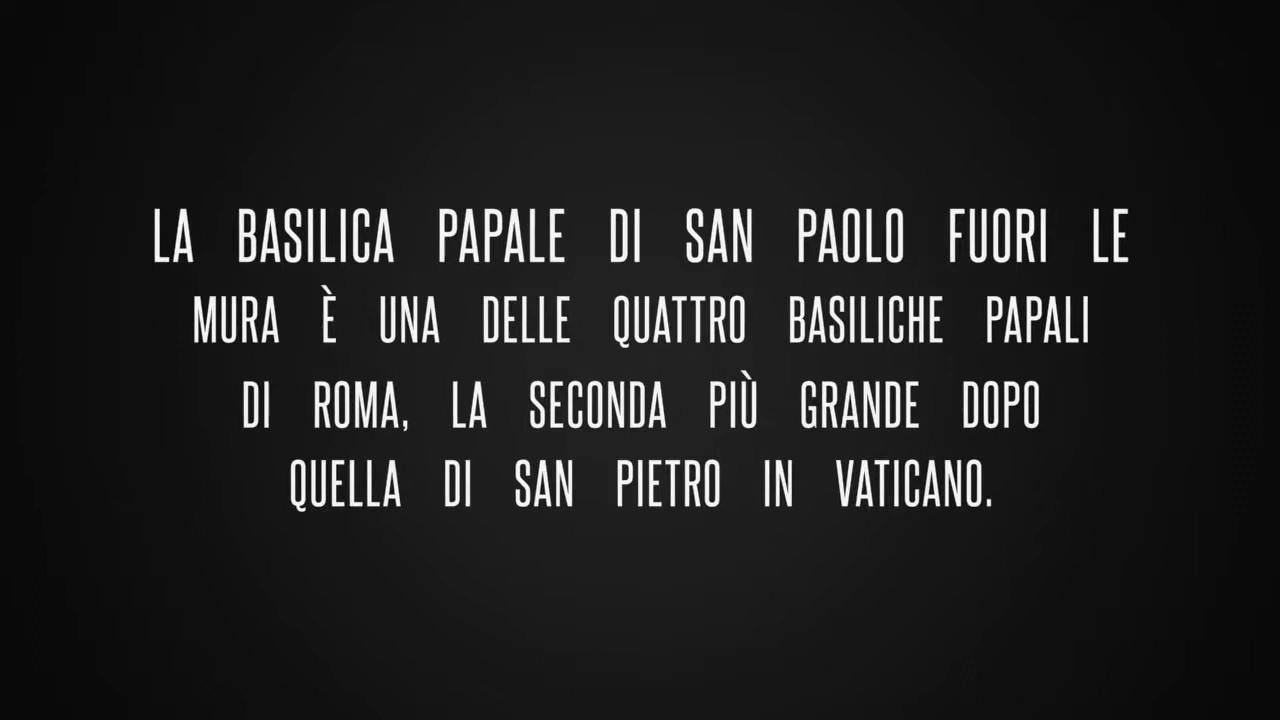 LA BASILICA PAPALE DI SAN PAOLO FUORI LE
MURA È UNA DELLE QUATTRO BASILICHE PAPALI
DI ROMA, LA SECONDA PIÙ GRANDE DOPO
QUELLA DI SAN PIETRO IN VATICANO.